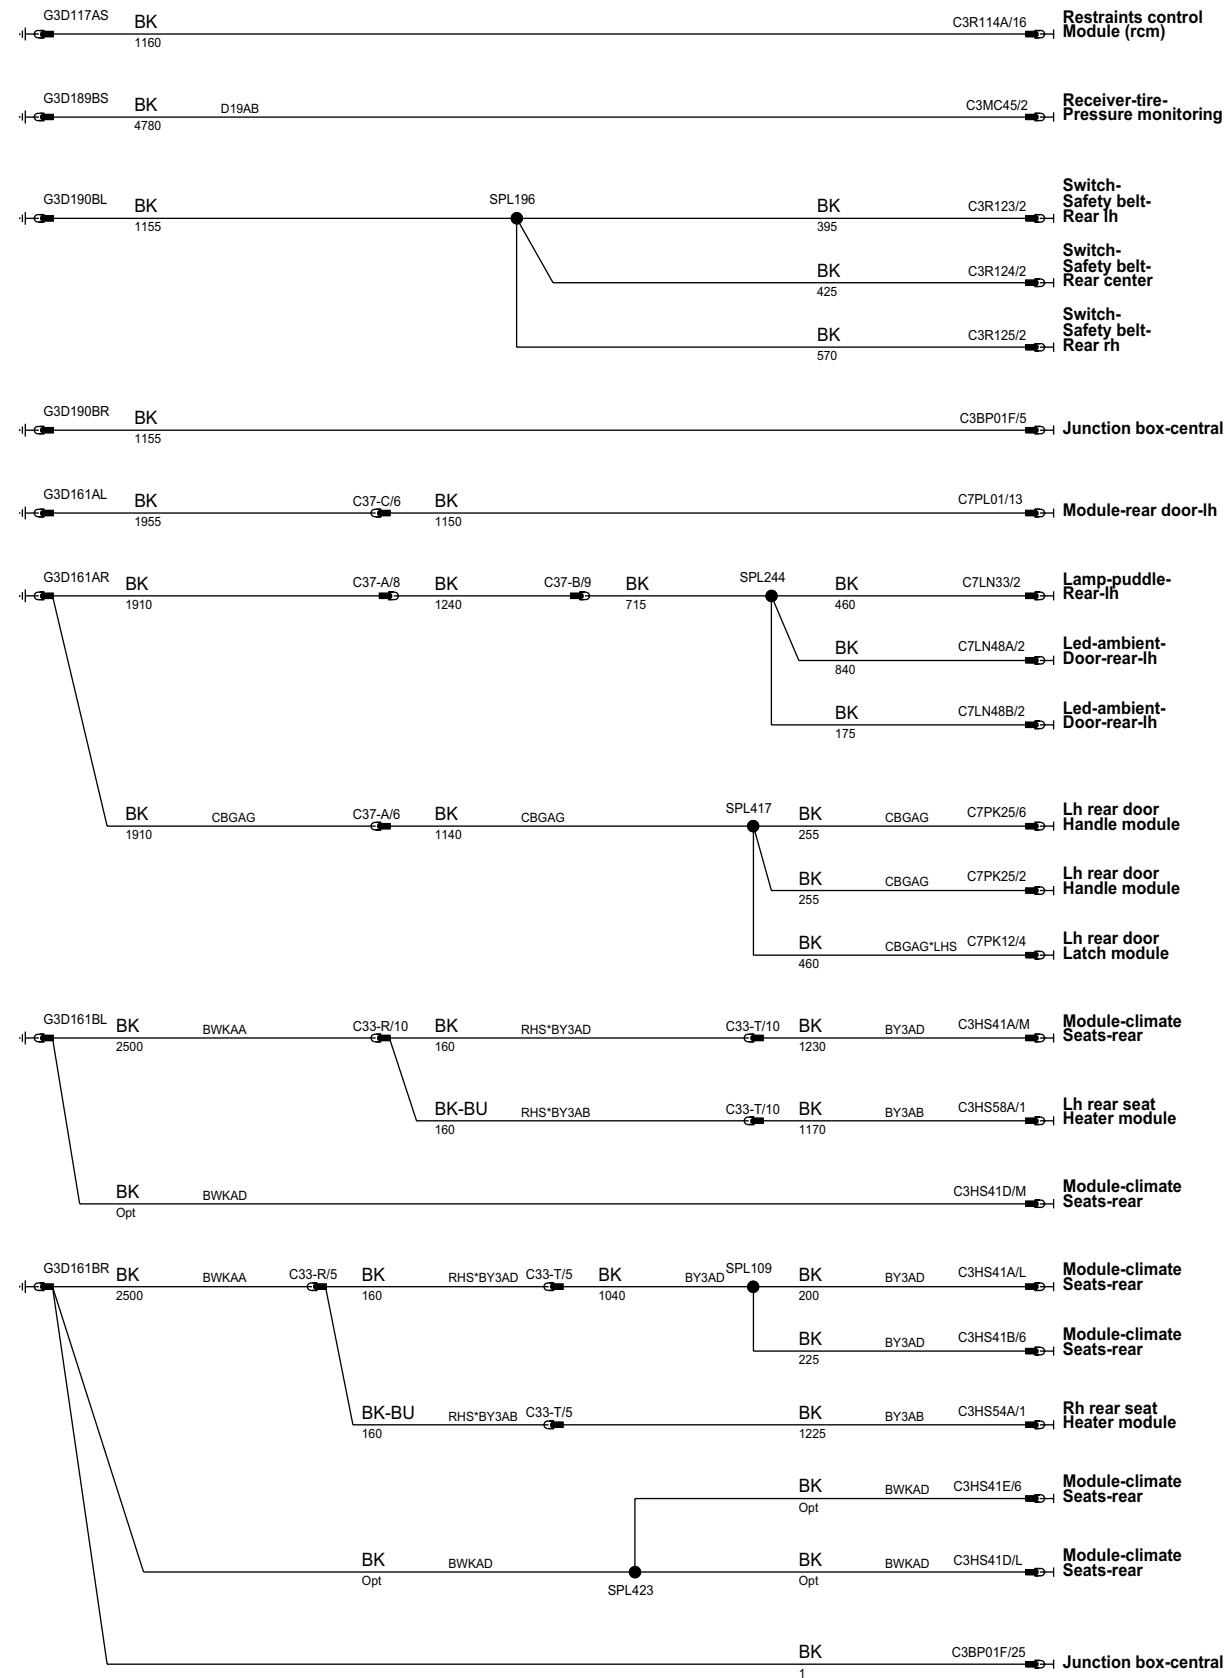 G3D117AS
BK
1160
C3R114A/16
Restraints control
Module (rcm)
G3D189BS
BK
4780
D19AB
C3MC45/2
Receiver-tire-
Pressure monitoring
G3D190BL
BK
1155
SPL196
BK
395
C3R123/2
Switch-
Safety belt-
Rear lh
BK
425
C3R124/2
Switch-
Safety belt-
Rear center
BK
570
C3R125/2
Switch-
Safety belt-
Rear rh
G3D190BR
BK
1155
C3BP01F/5
Junction box-central
G3D161AL
BK
1955
C37-C/6
BK
1150
C7PL01/13
Module-rear door-lh
G3D161AR
BK
1910
C37-A/8
BK
1240
C37-B/9
BK
715
SPL244
BK
460
C7LN33/2
Lamp-puddle-
Rear-lh
BK
840
C7LN48A/2
Led-ambient-
Door-rear-lh
BK
175
C7LN48B/2
Led-ambient-
Door-rear-lh
BK
1910
CBGAG
C37-A/6
BK
1140
CBGAG
SPL417
BK
255
CBGAG
C7PK25/6
Lh rear door
Handle module
BK
255
CBGAG
C7PK25/2
Lh rear door
Handle module
BK
460
CBGAG*LHS
C7PK12/4
Lh rear door
Latch module
G3D161BL
BK
2500
BWKAA
C33-R/10
BK
160
RHS*BY3AD
C33-T/10
BK
1230
BY3AD
C3HS41A/M
Module-climate
Seats-rear
BK-BU
160
RHS*BY3AB
C33-T/10
BK
1170
BY3AB
C3HS58A/1
Lh rear seat
Heater module
BK
Opt
BWKAD
C3HS41D/M
Module-climate
Seats-rear
G3D161BR
BK
2500
BWKAA
C33-R/5
BK
160
RHS*BY3AD
C33-T/5
BK
1040
BY3AD
SPL109
BK
200
BY3AD
C3HS41A/L
Module-climate
Seats-rear
BK
225
BY3AD
C3HS41B/6
Module-climate
Seats-rear
BK-BU
160
RHS*BY3AB
C33-T/5
BK
1225
BY3AB
C3HS54A/1
Rh rear seat
Heater module
BK
Opt
BWKAD
C3HS41E/6
Module-climate
Seats-rear
BK
Opt
BWKAD
SPL423
BK
Opt
BWKAD
C3HS41D/L
Module-climate
Seats-rear
BK
1
C3BP01F/25
Junction box-central